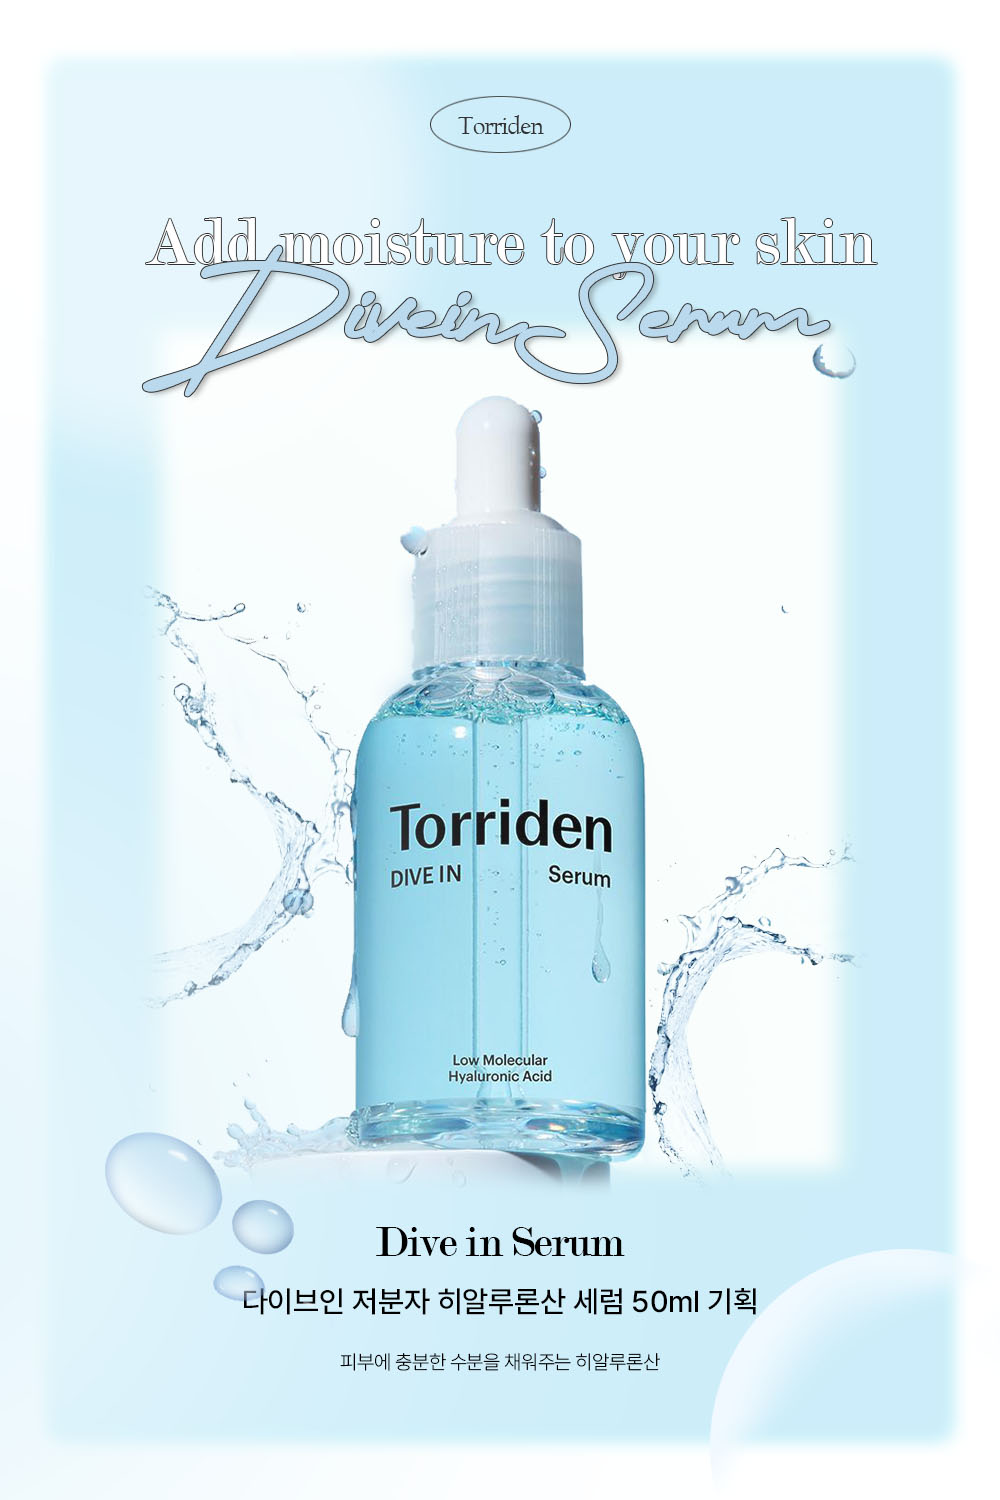 Torriden
Add moisture to your skin
Dive in Serum
Torriden
DIVE IN Serum
Low Molecular
Hyaluronic Acid
Dive in Serum
다이브인 저분자 히알루론산 세럼 50ml 기획
피부에 충분한 수분을 채워주는 히알루론산